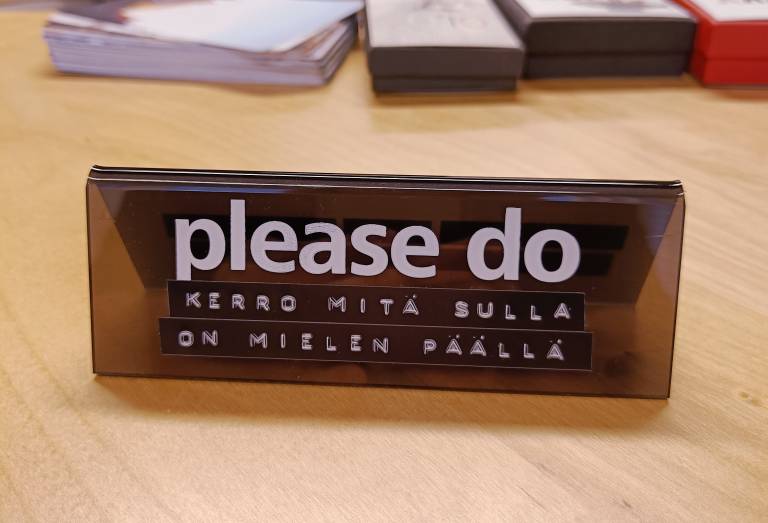 please do
KERRO MITÄ SULLA
ON MIELEN PÄÄLLÄ